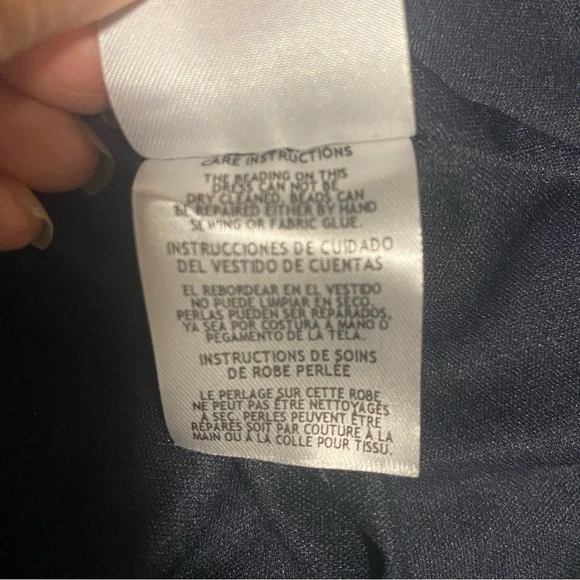 CARE INSTRUCTIONS
THE BEADING ON THIS
DRESS CAN NOT BE
DRY CLEANED, BEADS CAN
BE REPAIRED EITHER BY HAND
SEWING OR FABRIC GLUE.
INSTRUCCIONES DE CUIDADO
DEL VESTIDO DE CUENTAS
EL REBORDEAR EN EL VESTIDO
NO PUEDE LIMPIAR EN SECO.
PERLAS PUEDEN SER REPARADOS,
YA SEA POR COSTURA A MANO O
PEGAMENTO DE LA TELA.
INSTRUCTIONS DE SOINS
DE ROBE PERLÉE
LE PERLAGE SUR CETTE ROBE
NE PEUT PAS ÊTRE NETTOYAGES
À SEC. PERLES PEUVENT ÊTRE
RÉPARÉS SOIT PAR COUTURE À LA
MAIN OU À LA COLLE POUR TISSU.